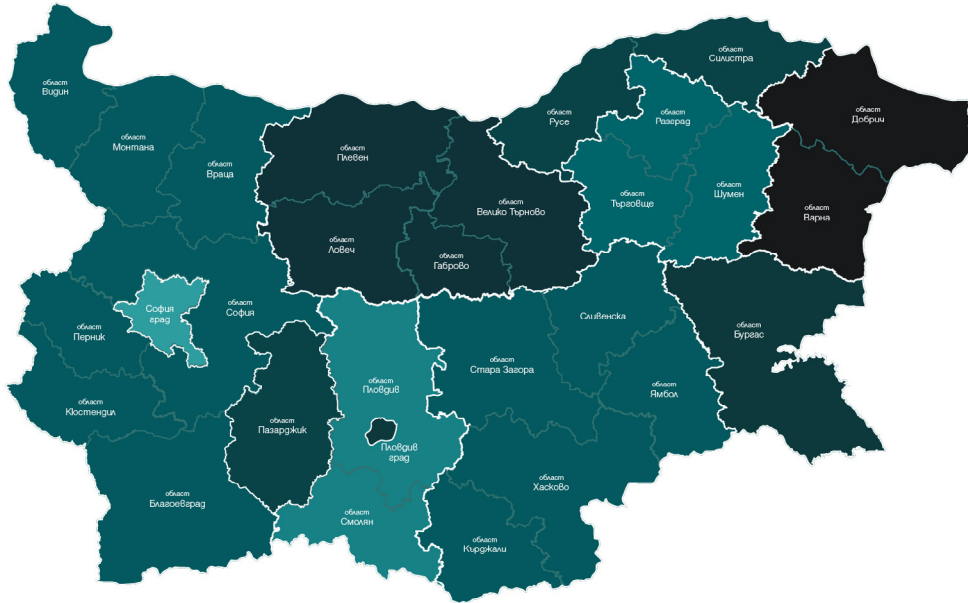 област
Видин
област
Монтана
област
Враца
област
Плевен
област
Ловеч
област
Велико Търново
област
Габрово
област
Русе
област
Силистра
област
Разград
област
Търговище
област
Шумен
област
Добрич
област
Варна
област
Бургас
Сливенска
област
Ямбол
област
Стара Загора
област
Хасково
област
Кърджали
област
Пловдив
Пловдив
град
област
Смолян
област
Пазарджик
област
София
София
град
област
Перник
област
Кюстендил
област
Благоевград